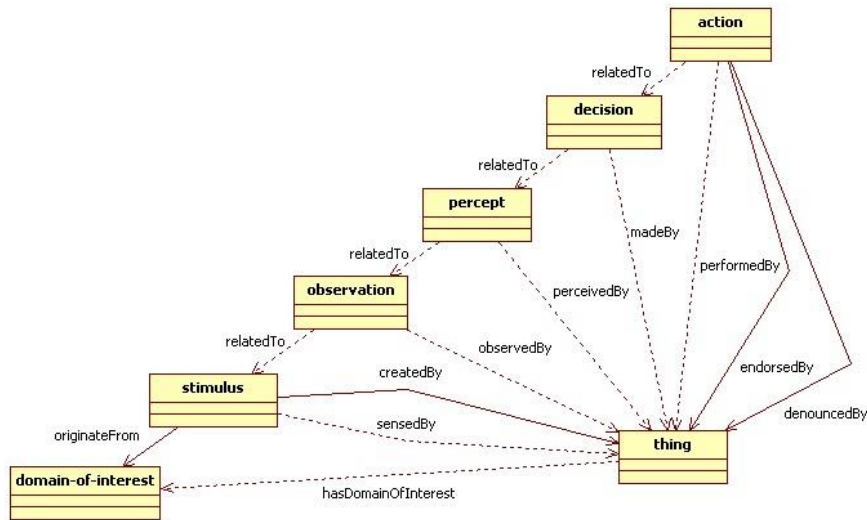 action
relatedTo
decision
relatedTo
percept
madeBy
performedBy
relatedTo
observation
perceivedBy
relatedTo
observedBy
createdBy
endorsedBy
stimulus
denouncedBy
sensedBy
originateFrom
thing
domain-of-interest
hasDomainOfInterest